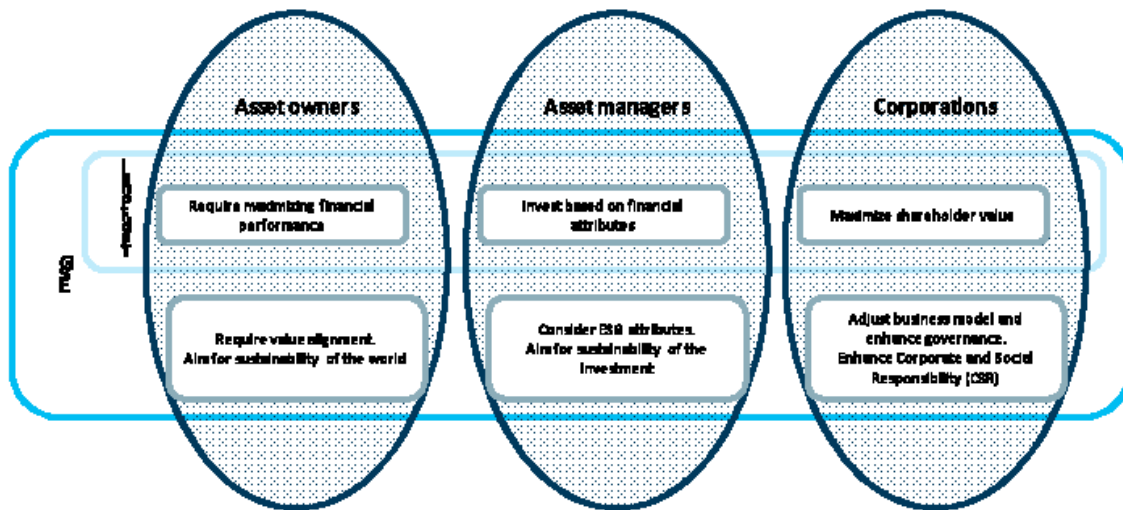 Asset owners
Asset managers
Corporations
Require maximizing financial
performance
Invest based on financial
attributes
Maximize shareholder value
ESG
Require value alignment.
Aim for sustainability of the world
Consider ESG attributes.
Aim for sustainability of the
investment
Adjust business model and
enhance governance.
Enhance Corporate and Social
Responsibility (CSR)